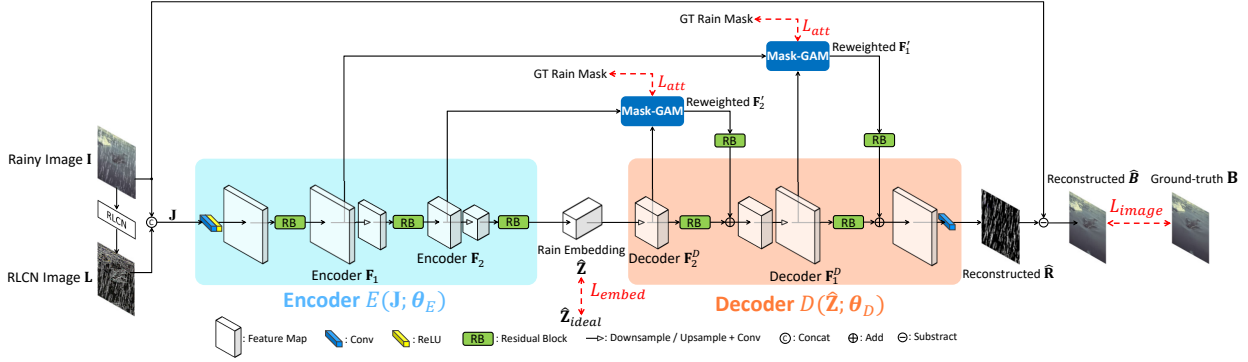 GT Rain Mask
L_att
Mask-GAM
Reweighted F′_1
GT Rain Mask
L_att
Mask-GAM
Reweighted F′_2
RB
RB
Rainy Image I
RLCN
RLCN Image L
C
J
RB
RB
RB
RB
RB
Encoder F_1
Encoder F_2
Rain Embedding
Ẑ
L_embed
Ẑ_ideal
Decoder F^D_2
Decoder F^D_1
Reconstructed R̂
Reconstructed B̂
Ground-truth B
L_image
Encoder E(J; θ_E)
Decoder D(Ẑ; θ_D)
: Feature Map
: Conv
: ReLU
RB : Residual Block
: Downsample / Upsample + Conv
C : Concat
: Add
: Substract